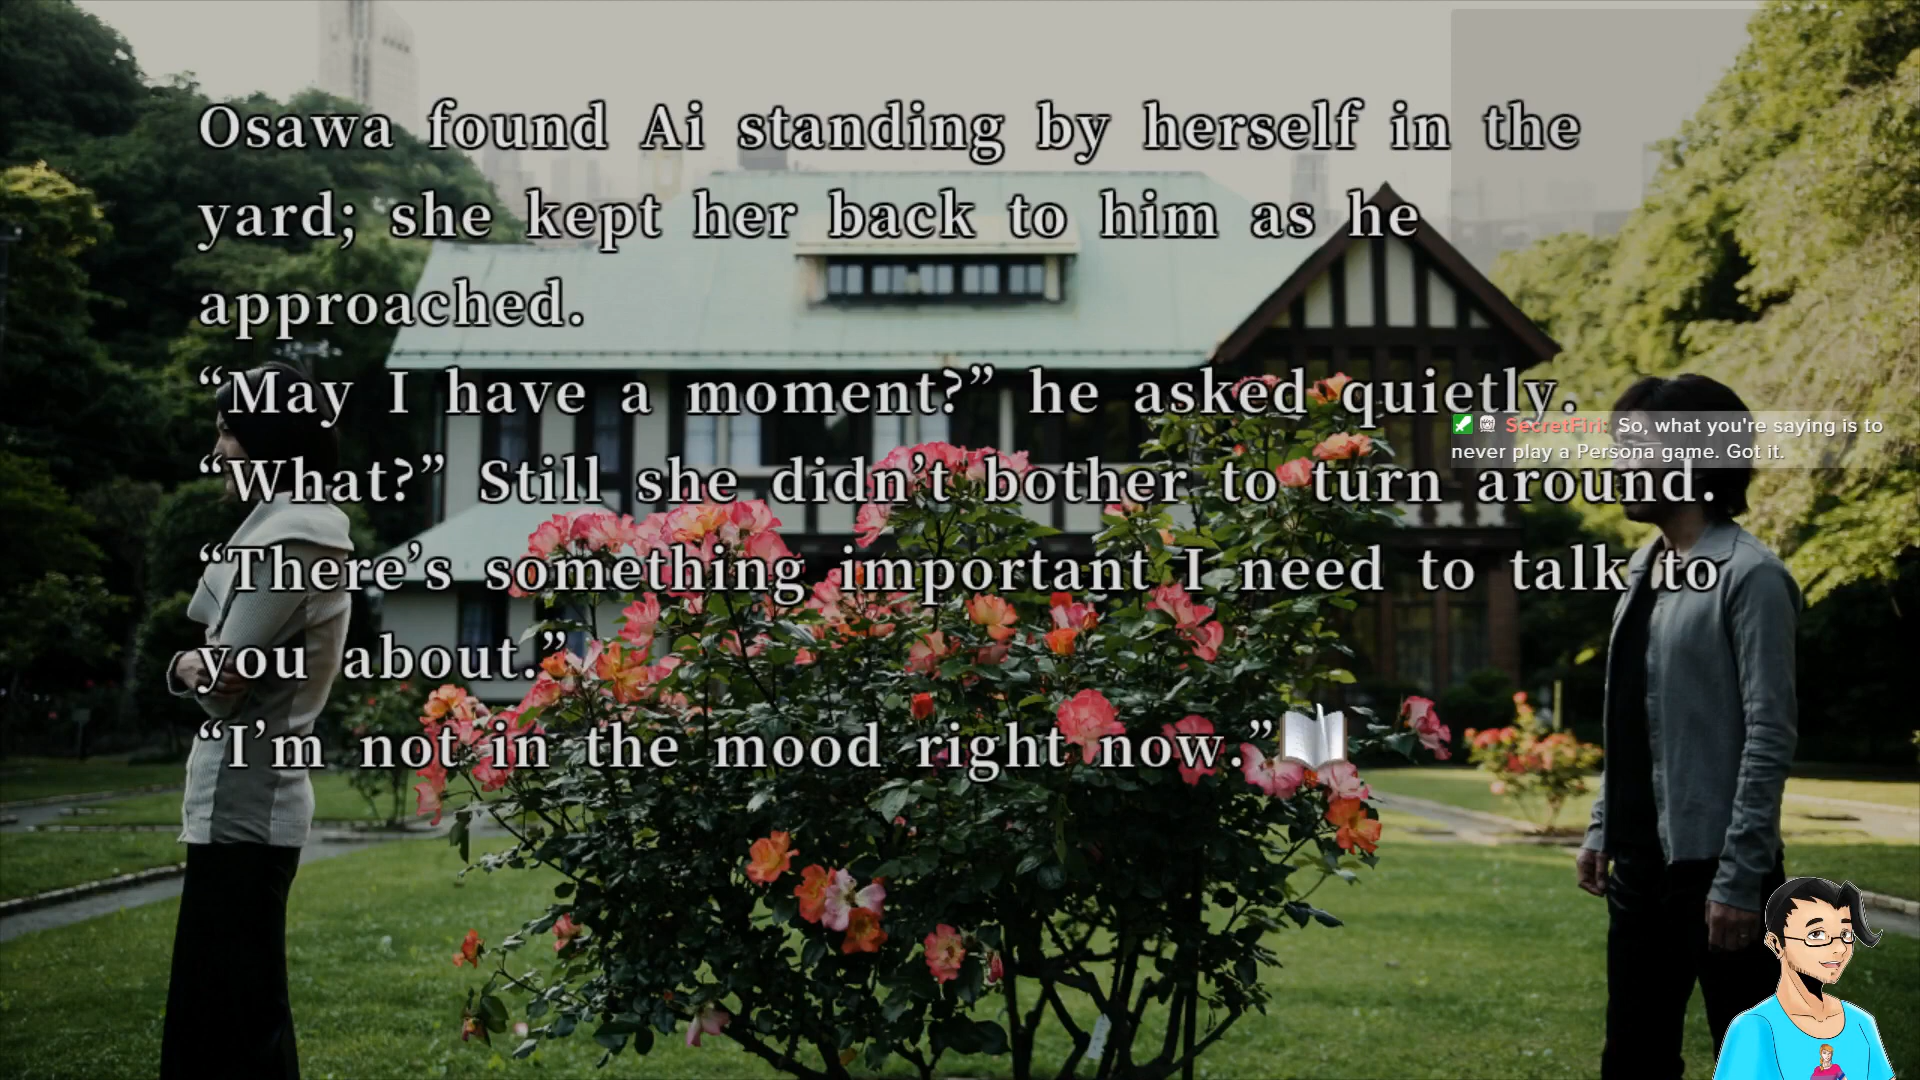 Osawa found Ai standing by herself in the
yard; she kept her back to him as he
approached.
“May I have a moment?” he asked quietly.
“What?” Still she didn’t bother to turn around.
“There’s something important I need to talk to
you about.”
“I’m not in the mood right now.”
SecretFiri: So, what you're saying is to
never play a Persona game. Got it.